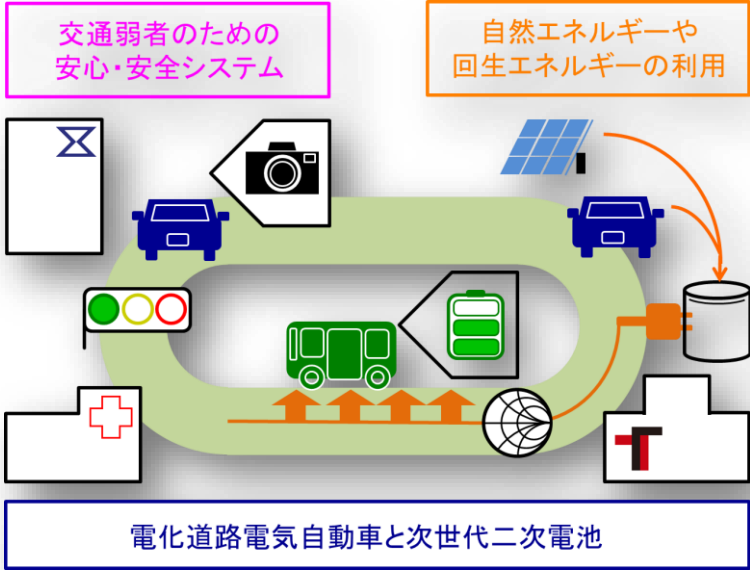 交通弱者のための
安心・安全システム
自然エネルギーや
回生エネルギーの利用
電化道路電気自動車と次世代二次電池